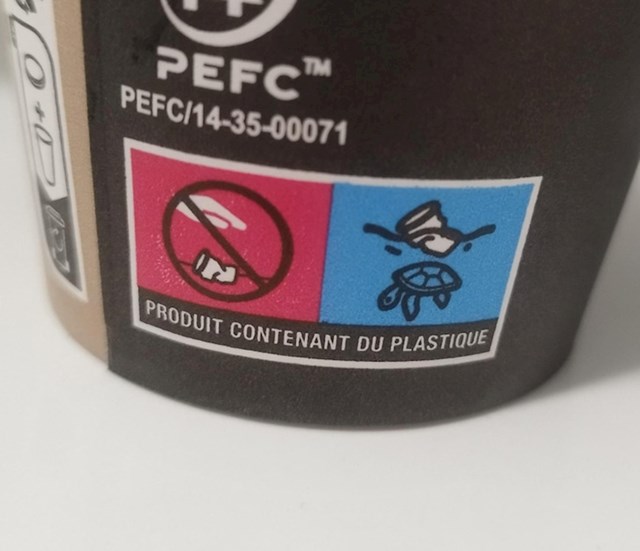 PEFC™
PEFC/14-35-00071
PRODUIT CONTENANT DU PLASTIQUE